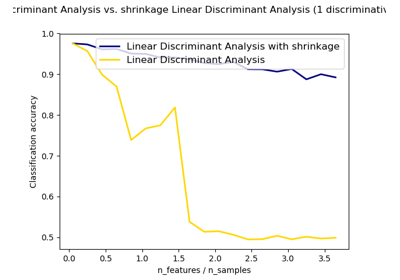 Discriminant Analysis vs. shrinkage Linear Discriminant Analysis (1
Linear Discriminant Analysis with shrinkage
Linear Discriminant Analysis
Classification accuracy
1.0
0.9
0.8
0.7
0.6
0.5
0.0 0.5 1.0 1.5 2.0 2.5 3.0 3.5
n_features / n_samples